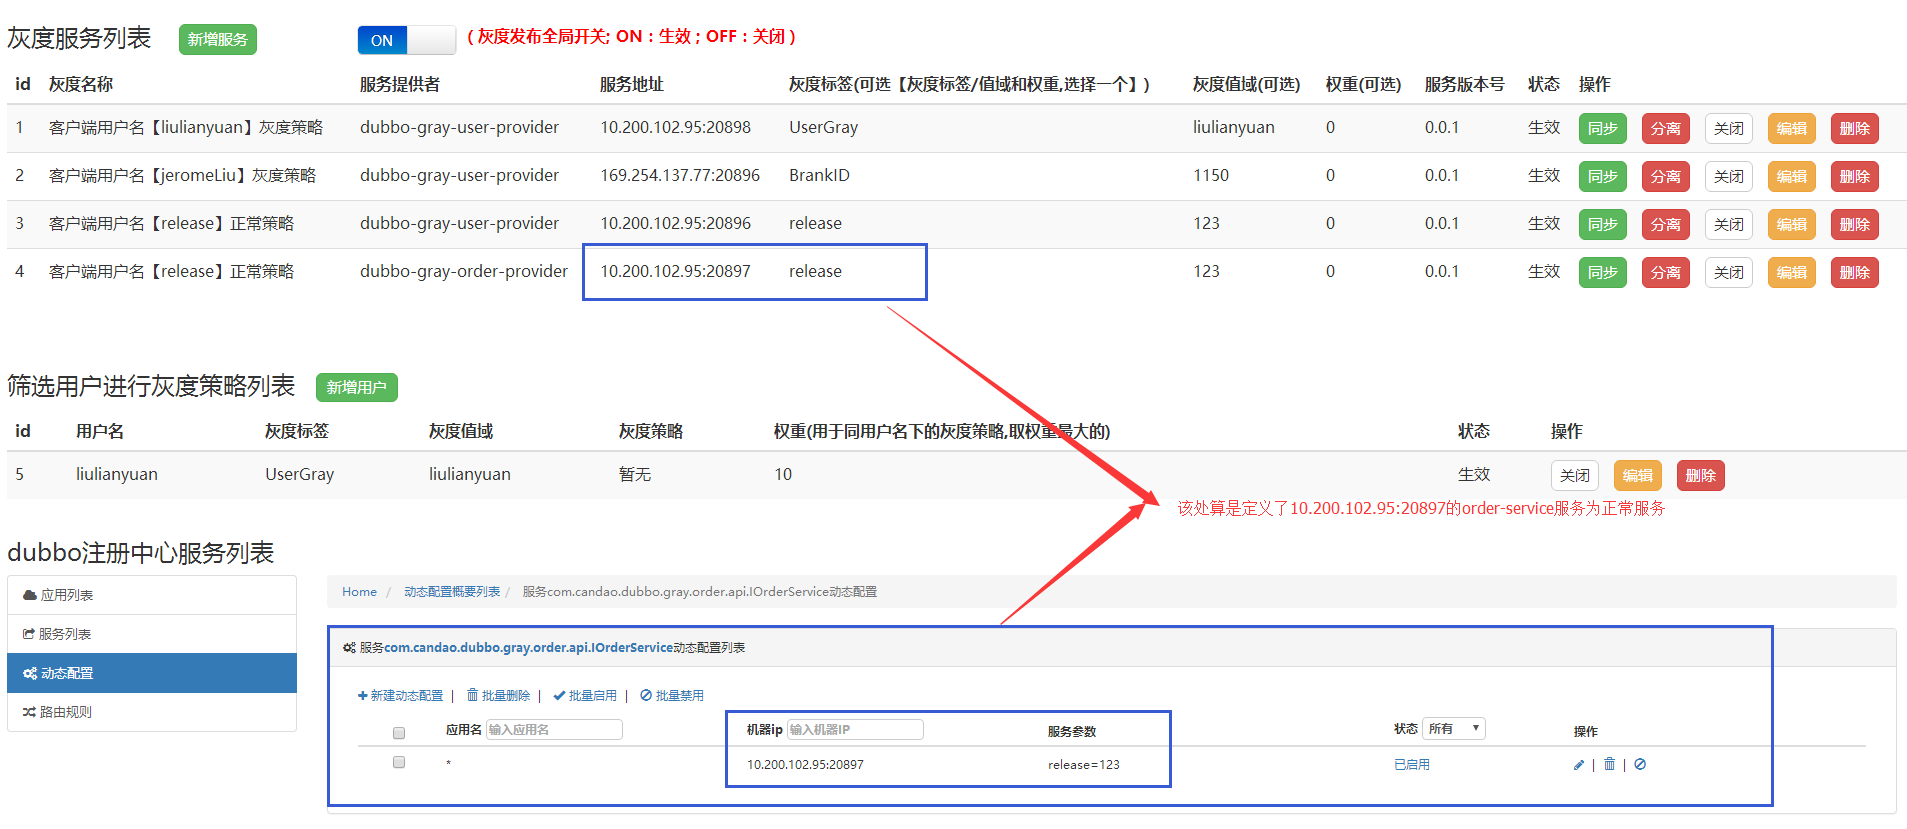 灰度服务列表 新增服务 ON （灰度发布全局开关; ON：生效；OFF：关闭）
id 灰度名称 服务提供者 服务地址 灰度标签(可选【灰度标签/值域和权重,选择一个】) 灰度值域(可选) 权重(可选) 服务版本号 状态 操作
1 客户端用户名【liulianyuan】灰度策略 dubbo-gray-user-provider 10.200.102.95:20898 UserGray liulianyuan 0 0.0.1 生效 同步 分离 关闭 编辑 删除
2 客户端用户名【jeromeLiu】灰度策略 dubbo-gray-user-provider 169.254.137.77:20896 BrankID 1150 0 0.0.1 生效 同步 分离 关闭 编辑 删除
3 客户端用户名【release】正常策略 dubbo-gray-user-provider 10.200.102.95:20896 release 123 0 0.0.1 生效 同步 分离 关闭 编辑 删除
4 客户端用户名【release】正常策略 dubbo-gray-order-provider 10.200.102.95:20897 release 123 0 0.0.1 生效 同步 分离 关闭 编辑 删除
筛选用户进行灰度策略列表 新增用户
id 用户名 灰度标签 灰度值域 灰度策略 权重(用于同用户名下的灰度策略,取权重最大的) 状态 操作
5 liulianyuan UserGray liulianyuan 暂无 10 生效 关闭 编辑 删除
该处算是定义了10.200.102.95:20897的order-service服务为正常服务
dubbo注册中心服务列表
应用列表
服务列表
动态配置
路由规则
Home / 动态配置概要列表 / 服务com.candao.dubbo.gray.order.api.IOrderService动态配置
服务com.candao.dubbo.gray.order.api.IOrderService动态配置列表
新建动态配置 | 批量删除 | 批量启用 | 批量禁用
应用名 输入应用名 机器ip 输入机器IP 服务参数 状态 所有 操作
* 10.200.102.95:20897 release=123 已启用 | |